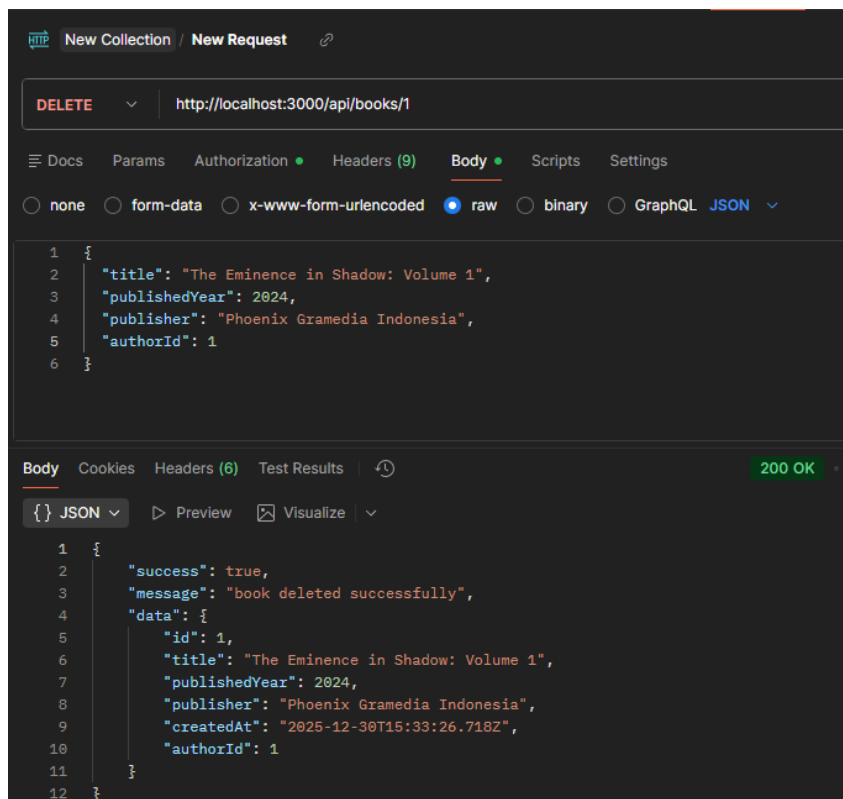 HTTP New Collection / New Request
DELETE http://localhost:3000/api/books/1
Docs Params Authorization Headers (9) Body Scripts Settings
none form-data x-www-form-urlencoded raw binary GraphQL JSON
1 {
2 "title": "The Eminence in Shadow: Volume 1",
3 "publishedYear": 2024,
4 "publisher": "Phoenix Gramedia Indonesia",
5 "authorId": 1
6 }
Body Cookies Headers (6) Test Results 200 OK
{} JSON Preview Visualize
1 {
2 "success": true,
3 "message": "book deleted successfully",
4 "data": {
5 "id": 1,
6 "title": "The Eminence in Shadow: Volume 1",
7 "publishedYear": 2024,
8 "publisher": "Phoenix Gramedia Indonesia",
9 "createdAt": "2025-12-30T15:33:26.718Z",
10 "authorId": 1
11 }
12 }